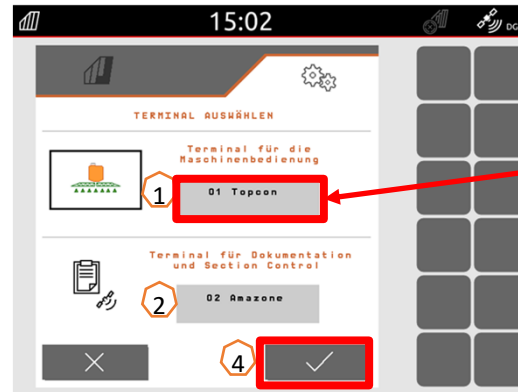 15:02
DG
TERMINAL AUSWÄHLEN
Terminal für die
Maschinenbedienung
1
01 Topcon
Terminal für Dokumentation
und Section Control
2
02 Amazone
4